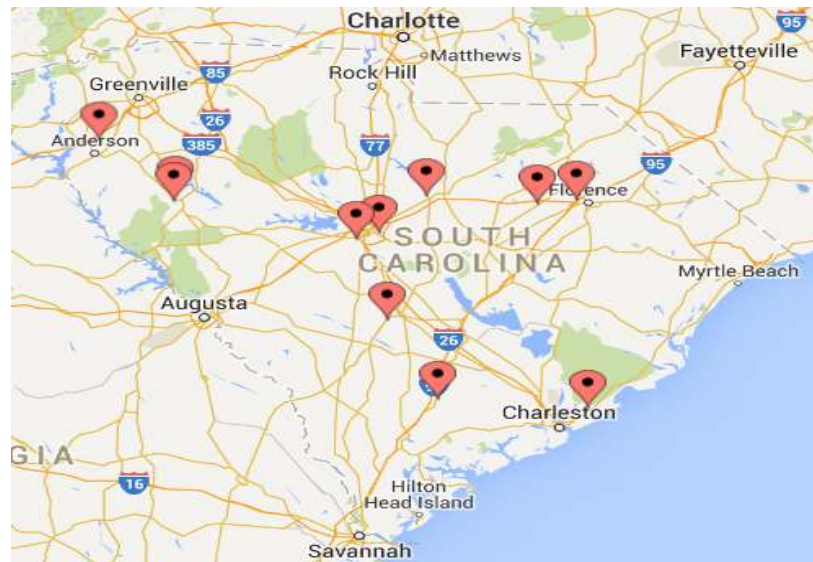 Charlotte
95
Matthews
Fayetteville
85
Rock Hill
Greenville
26
77
Anderson
385
95
Florence
SOUTH
CAROLINA
Myrtle Beach
Augusta
26
Charleston
GIA
16
Hilton
Head Island
Savannah